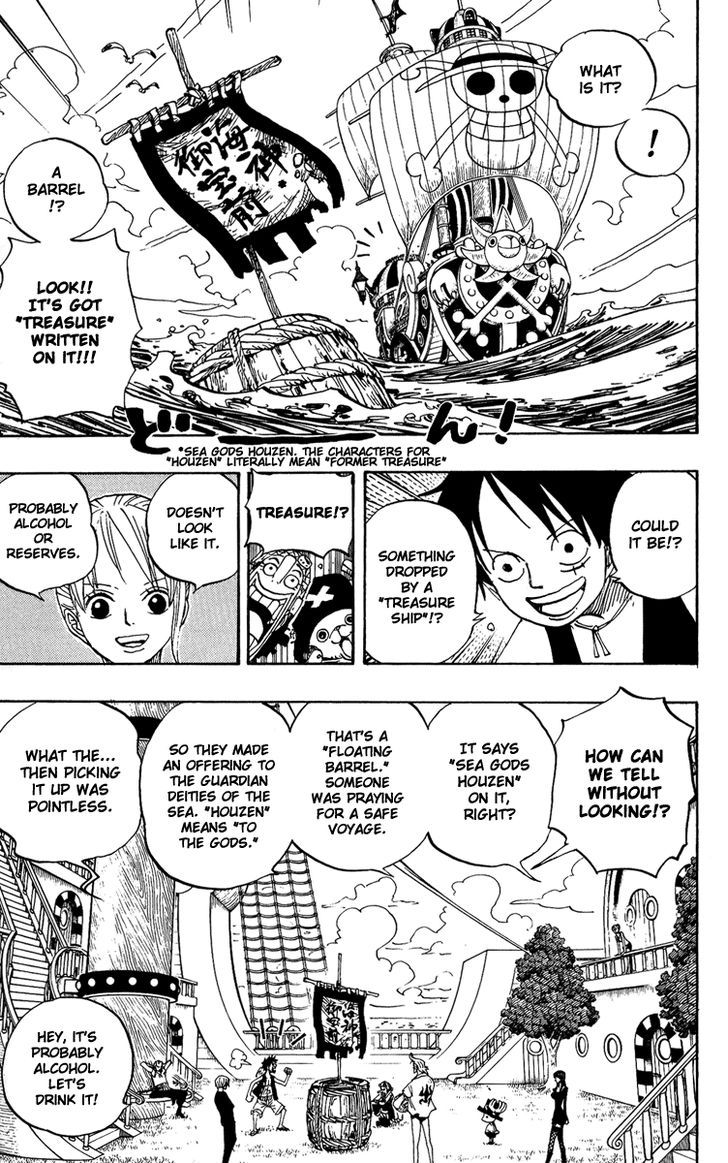 WHAT
IS IT?
!
A
BARREL
!?
LOOK!!
IT'S GOT
"TREASURE"
WRITTEN
ON IT!!!
海御
御宝前
ど ん!
*SEA GODS HOUZEN. THE CHARACTERS FOR
"HOUZEN" LITERALLY MEAN "FORMER TREASURE"
COULD
IT BE!?
SOMETHING
DROPPED
BY A
"TREASURE
SHIP"!?
TREASURE!?
DOESN'T
LOOK
LIKE IT.
PROBABLY
ALCOHOL
OR
RESERVES.
HOW CAN
WE TELL
WITHOUT
LOOKING!?
IT SAYS
"SEA GODS
HOUZEN"
ON IT,
RIGHT?
THAT'S A
"FLOATING
BARREL."
SOMEONE
WAS PRAYING
FOR A SAFE
VOYAGE.
SO THEY MADE
AN OFFERING TO
THE GUARDIAN
DEITIES OF THE
SEA. "HOUZEN"
MEANS "TO
THE GODS."
WHAT THE...
THEN PICKING
IT UP WAS
POINTLESS.
HEY, IT'S
PROBABLY
ALCOHOL.
LET'S
DRINK IT!